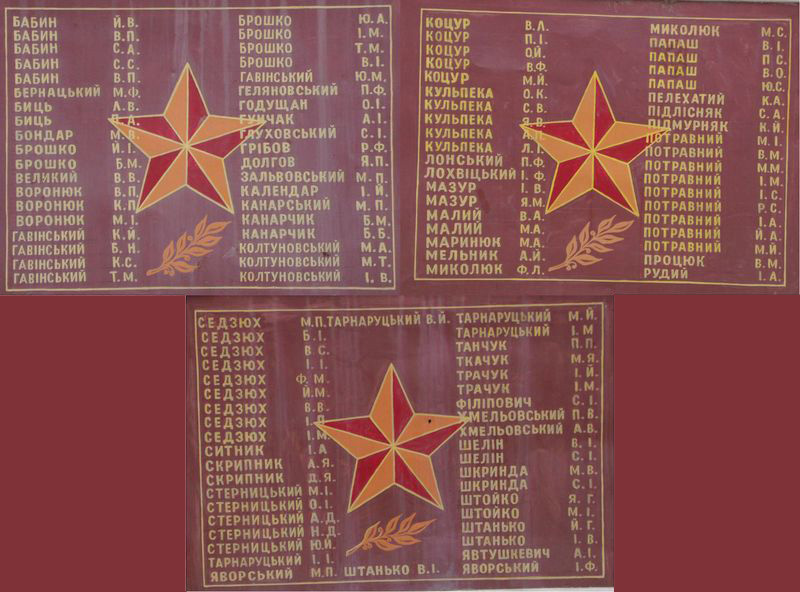 БАБИН Й.В.
БАБИН В.П.
БАБИН С.А.
БАБИН С.С.
БАБИН В.П.
БЕРНАЦЬКИЙ М.Ф.
БИЦЬ А.В.
БИЦЬ В.А.
БОНДАР М.В.
БРОШКО Й.І.
БРОШКО Б.М.
ВЕЛИКИЙ В.В.
ВОРОНЮК В.П.
ВОРОНЮК К.П.
ВОРОНЮК М.І.
ГАВІНСЬКИЙ К.Й.
ГАВІНСЬКИЙ Б.Н.
ГАВІНСЬКИЙ К.С.
ГАВІНСЬКИЙ Т.М.
БРОШКО Ю.А.
БРОШКО І.М.
БРОШКО Т.М.
БРОШКО В.І.
ГАВІНСЬКИЙ Ю.М.
ГЕЛЯНОВСЬКИЙ П.Ф.
ГОДУЩАН О.І.
А.І.
ГЛУХОВСЬКИЙ С.І.
ГРІБОВ Р.Ф.
ДОЛГОВ Я.П.
ЗАЛЬВОВСЬКИЙ М.П.
КАЛЕНДАР І.Й.
КАНАРСЬКИЙ М.П.
КАНАРЧИК Б.М.
КАНАРЧИК Б.Б.
КОЛТУНОВСЬКИЙ М.А.
КОЛТУНОВСЬКИЙ М.Т.
КОЛТУНОВСЬКИЙ І.В.
КОЦУР В.Л.
КОЦУР П.І.
КОЦУР О.Й.
КОЦУР В.Ф.
КОЦУР М.Й.
КУЛЬПЕКА О.К.
КУЛЬПЕКА С.В.
КУЛЬПЕКА Я.В.
КУЛЬПЕКА А.П.
КУЛЬПЕКА Л.І.
ЛОНСЬКИЙ П.Ф.
ЛОХВІЦЬКИЙ І.Ф.
МАЗУР І.В.
МАЗУР Я.М.
МАЛИЙ В.А.
МАЛИЙ М.А.
МАРИНЮК М.А.
МЕЛЬНИК А.Й.
МИКОЛЮК Ф.Л.
МИКОЛЮК М.С.
ПАПАШ В.І.
ПАПАШ П.С.
ПАПАШ В.О.
ПАПАШ Ю.С.
ПЕЛЕХАТИЙ К.А.
ПІДЛІСНЯК С.А.
ПІДМУРНЯК К.Й.
ПОТРАВНИЙ М.І.
ПОТРАВНИЙ В.М.
ПОТРАВНИЙ М.М.
ПОТРАВНИЙ І.М.
ПОТРАВНИЙ І.С.
ПОТРАВНИЙ Р.С.
ПОТРАВНИЙ І.А.
ПОТРАВНИЙ Й.А.
ПОТРАВНИЙ М.Й.
ПРОЦЮК В.М.
РУДИЙ І.А.
СЕДЗЮХ М.П.
СЕДЗЮХ Б.І.
СЕДЗЮХ В.С.
СЕДЗЮХ І.І.
СЕДЗЮХ Ф.М.
СЕДЗЮХ Й.М.
СЕДЗЮХ В.В.
СЕДЗЮХ І.П.
СЕДЗЮХ І.М.
СИТНИК І.А
СКРИПНИК А.Я.
СКРИПНИК Д.Я.
СТЕРНИЦЬКИЙ М.І.
СТЕРНИЦЬКИЙ О.І.
СТЕРНИЦЬКИЙ А.Д.
СТЕРНИЦЬКИЙ Н.Д.
СТЕРНИЦЬКИЙ Ю.Й.
ТАРНАРУЦЬКИЙ І.І.
ЯВОРСЬКИЙ М.П.
ТАРНАРУЦЬКИЙ В.Й.
ШТАНЬКО В.І.
ТАРНАРУЦЬКИЙ М.Й.
ТАРНАРУЦЬКИЙ І.М
ТАНЧУК П.П.
ТКАЧУК М.Я.
ТРАЧУК І.Й.
ТРАЧУК І.М.
ФІЛІПОВИЧ С.І.
ХМЕЛЬОВСЬКИЙ П.В.
ХМЕЛЬОВСЬКИЙ А.В.
ШЕЛІН В.І.
ШЕЛІН С.І.
ШКРИНДА М.В.
ШКРИНДА С.І.
ШТОЙКО Я.Г.
ШТОЙКО М.І.
ШТАНЬКО Й.Г.
ШТАНЬКО І.В.
ЯВТУШКЕВИЧ А.І.
ЯВОРСЬКИЙ І.Ф.